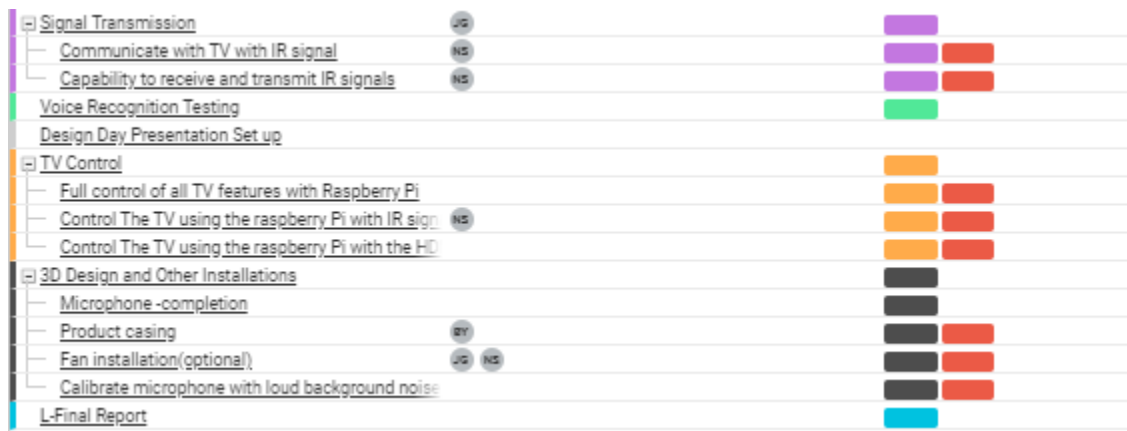 Signal Transmission JG
Communicate with TV with IR signal NS
Capability to receive and transmit IR signals NS
Voice Recognition Testing
Design Day Presentation Set up
TV Control
Full control of all TV features with Raspberry Pi
Control The TV using the raspberry Pi with IR sign NS
Control The TV using the raspberry Pi with the HD
3D Design and Other Installations
Microphone -completion
Product casing BY
Fan installation(optional) JG NS
Calibrate microphone with loud background noise
L-Final Report